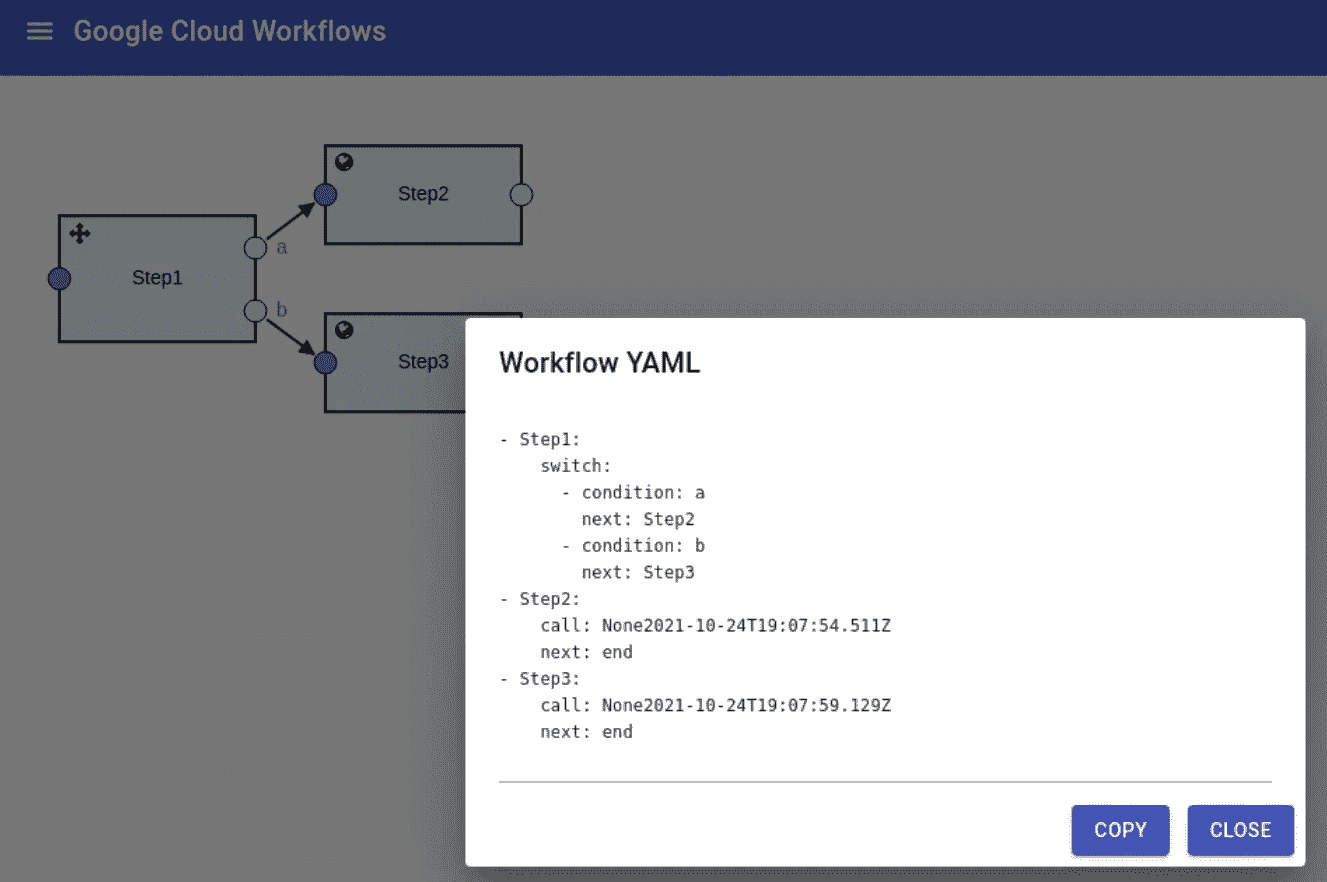 Google Cloud Workflows
Step2
Step1
a
b
Step3
Workflow YAML
- Step1:
    switch:
      - condition: a
        next: Step2
      - condition: b
        next: Step3
- Step2:
    call: None2021-10-24T19:07:54.511Z
    next: end
- Step3:
    call: None2021-10-24T19:07:59.129Z
    next: end
COPY CLOSE